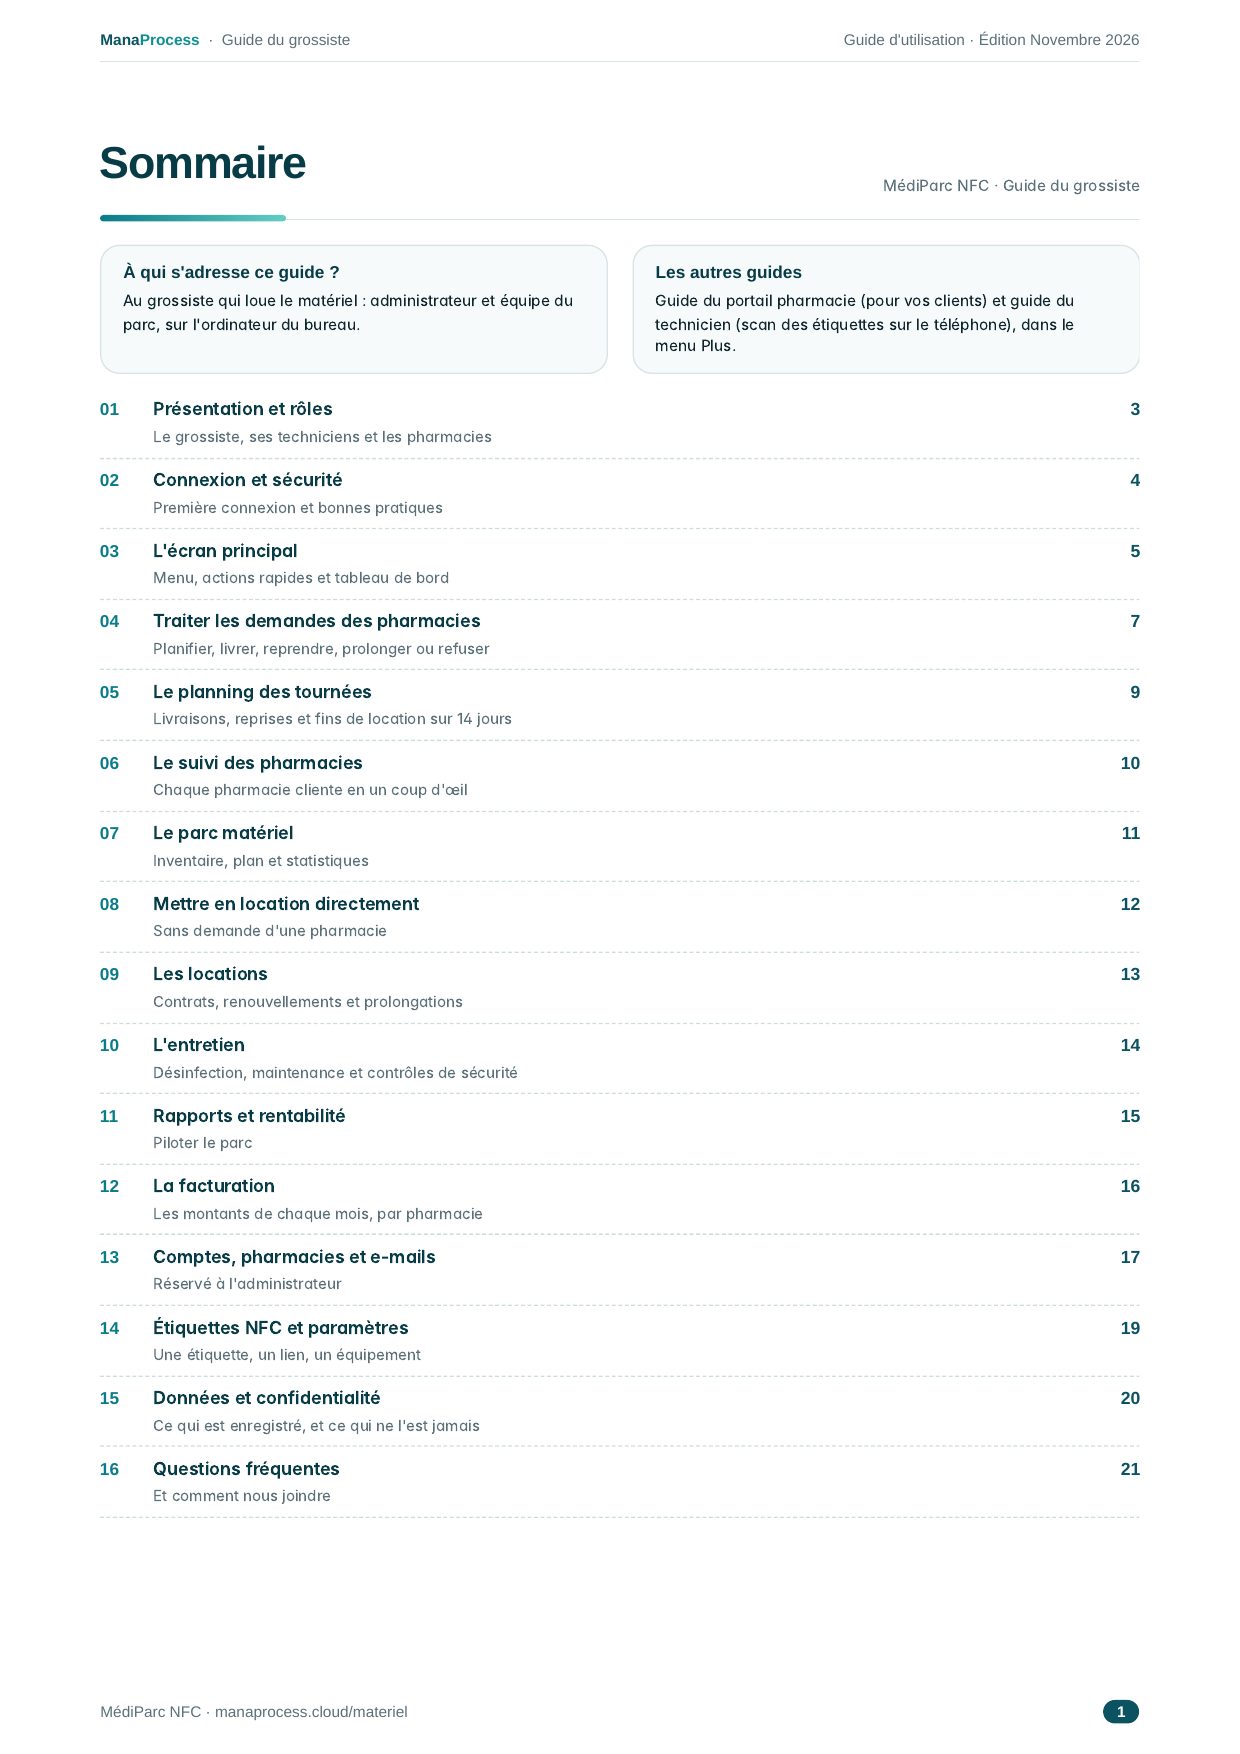 ManaProcess · Guide du grossiste
Guide d'utilisation · Édition Novembre 2026
Sommaire
MédiParc NFC · Guide du grossiste
À qui s'adresse ce guide ?
Au grossiste qui loue le matériel : administrateur et équipe du
parc, sur l'ordinateur du bureau.
Les autres guides
Guide du portail pharmacie (pour vos clients) et guide du
technicien (scan des étiquettes sur le téléphone), dans le
menu Plus.
01 Présentation et rôles 3
Le grossiste, ses techniciens et les pharmacies
02 Connexion et sécurité 4
Première connexion et bonnes pratiques
03 L'écran principal 5
Menu, actions rapides et tableau de bord
04 Traiter les demandes des pharmacies 7
Planifier, livrer, reprendre, prolonger ou refuser
05 Le planning des tournées 9
Livraisons, reprises et fins de location sur 14 jours
06 Le suivi des pharmacies 10
Chaque pharmacie cliente en un coup d'œil
07 Le parc matériel 11
Inventaire, plan et statistiques
08 Mettre en location directement 12
Sans demande d'une pharmacie
09 Les locations 13
Contrats, renouvellements et prolongations
10 L'entretien 14
Désinfection, maintenance et contrôles de sécurité
11 Rapports et rentabilité 15
Piloter le parc
12 La facturation 16
Les montants de chaque mois, par pharmacie
13 Comptes, pharmacies et e-mails 17
Réservé à l'administrateur
14 Étiquettes NFC et paramètres 19
Une étiquette, un lien, un équipement
15 Données et confidentialité 20
Ce qui est enregistré, et ce qui ne l'est jamais
16 Questions fréquentes 21
Et comment nous joindre
MédiParc NFC · manaprocess.cloud/materiel
1